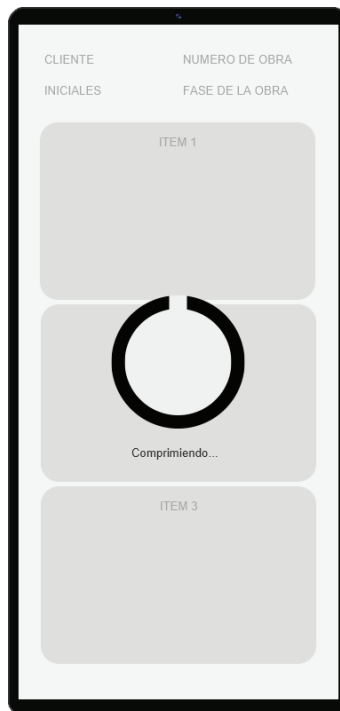 CLIENTE NUMERO DE OBRA
INICIALES FASE DE LA OBRA
ITEM 1
Comprimiendo...
ITEM 3